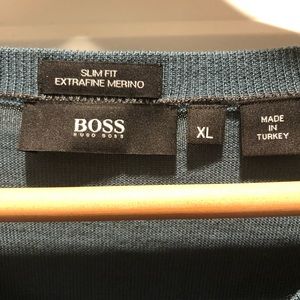 SLIM FIT
EXTRAFINE MERINO
BOSS
HUGO BOSS
XL
MADE IN
TURKEY